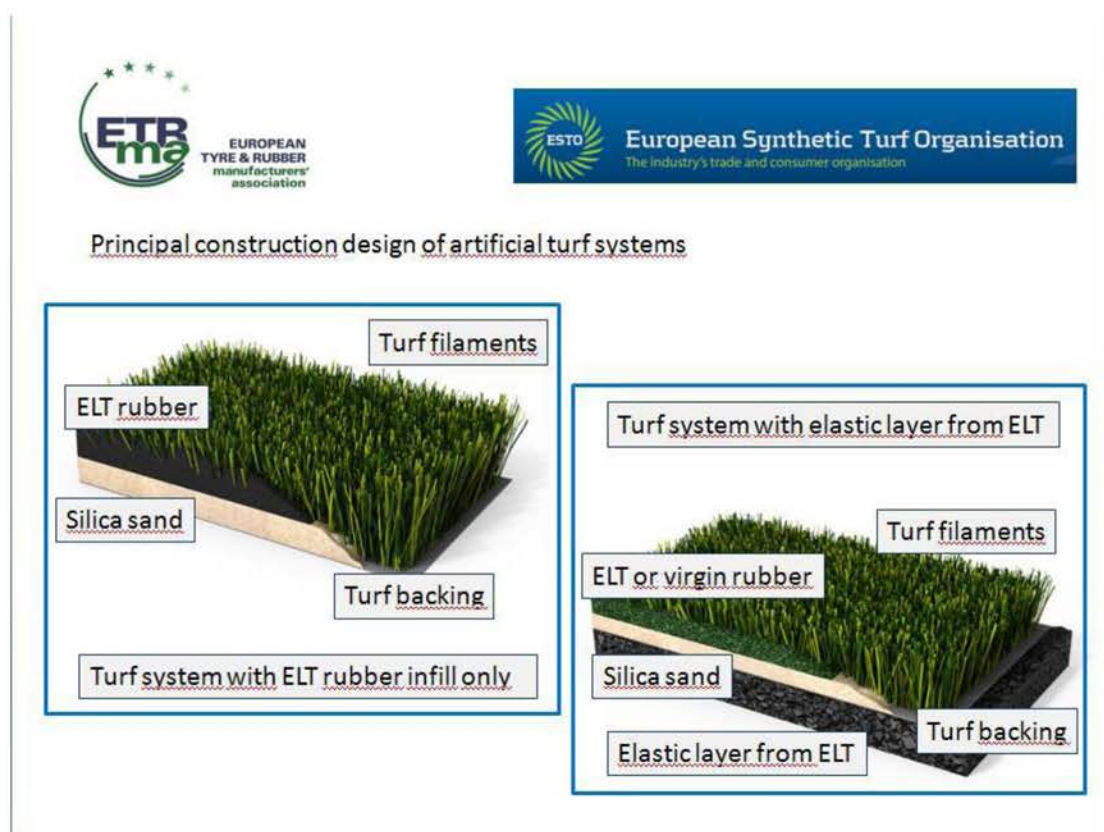 ETR
ma
EUROPEAN
TYRE & RUBBER
manufacturers'
association
ESTO
European Synthetic Turf Organisation
The industry's trade and consumer organisation
Principal construction design of artificial turf systems
Turf filaments
ELT rubber
Silica sand
Turf backing
Turf system with ELT rubber infill only
Turf system with elastic layer from ELT
Turf filaments
ELT or virgin rubber
Silica sand
Turf backing
Elastic layer from ELT